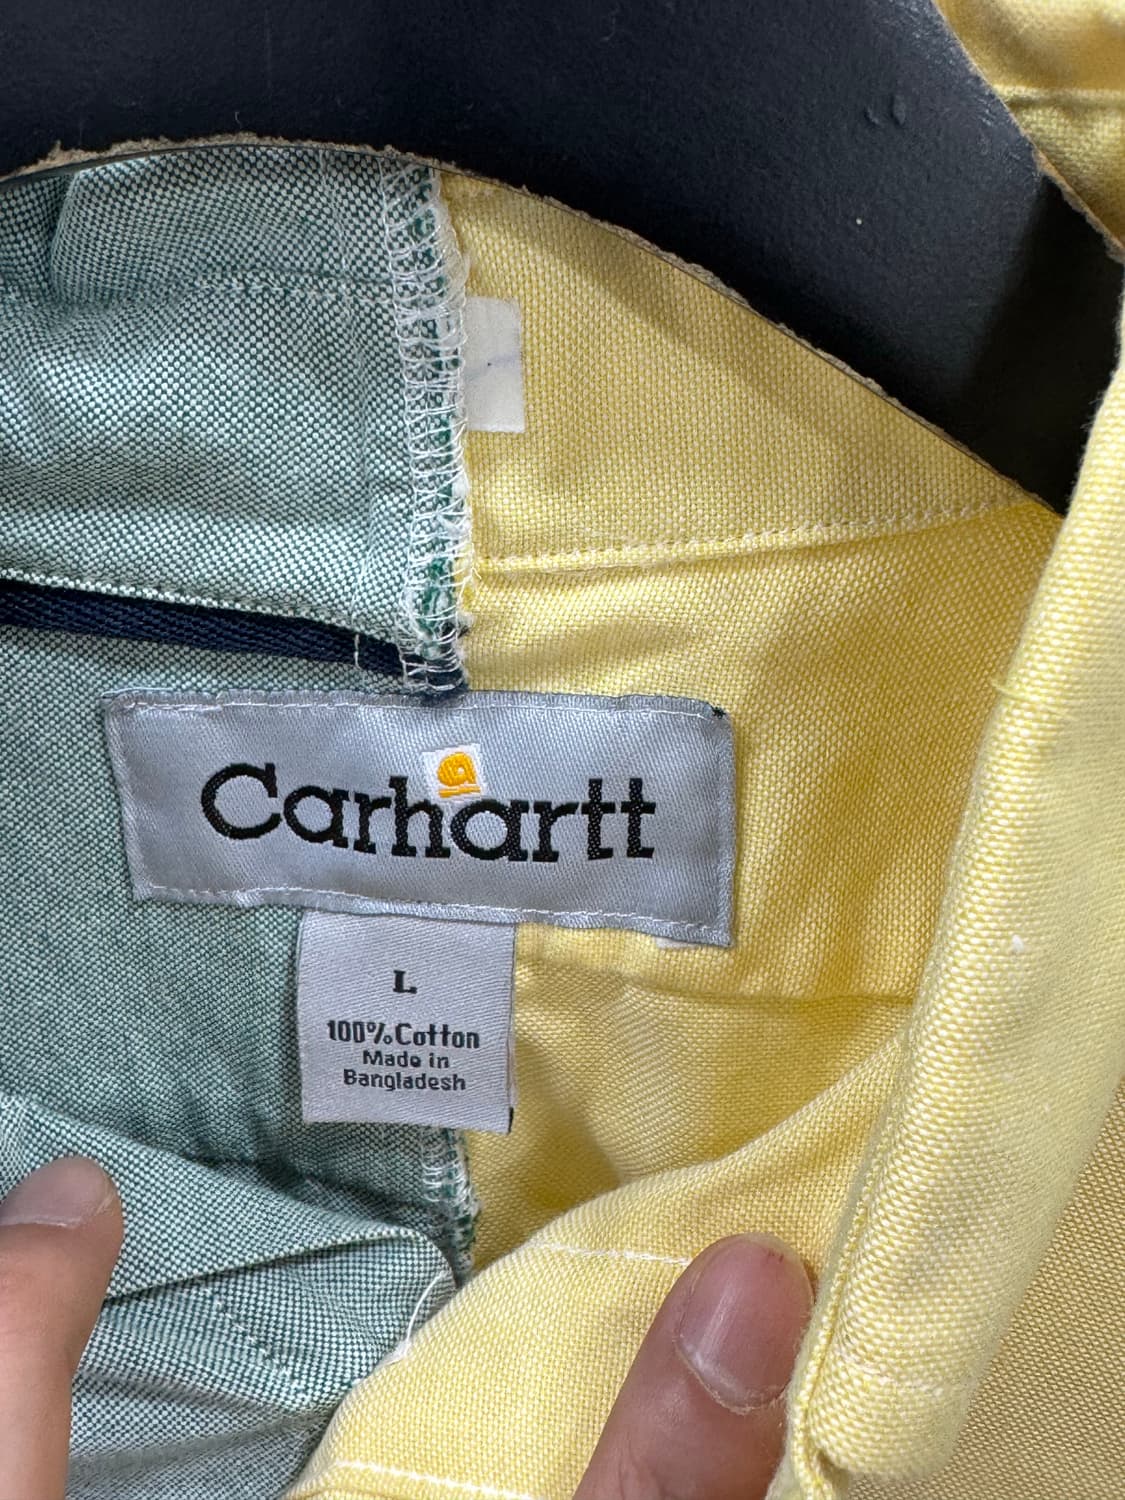 Carhartt
L
100% Cotton
Made in
Bangladesh